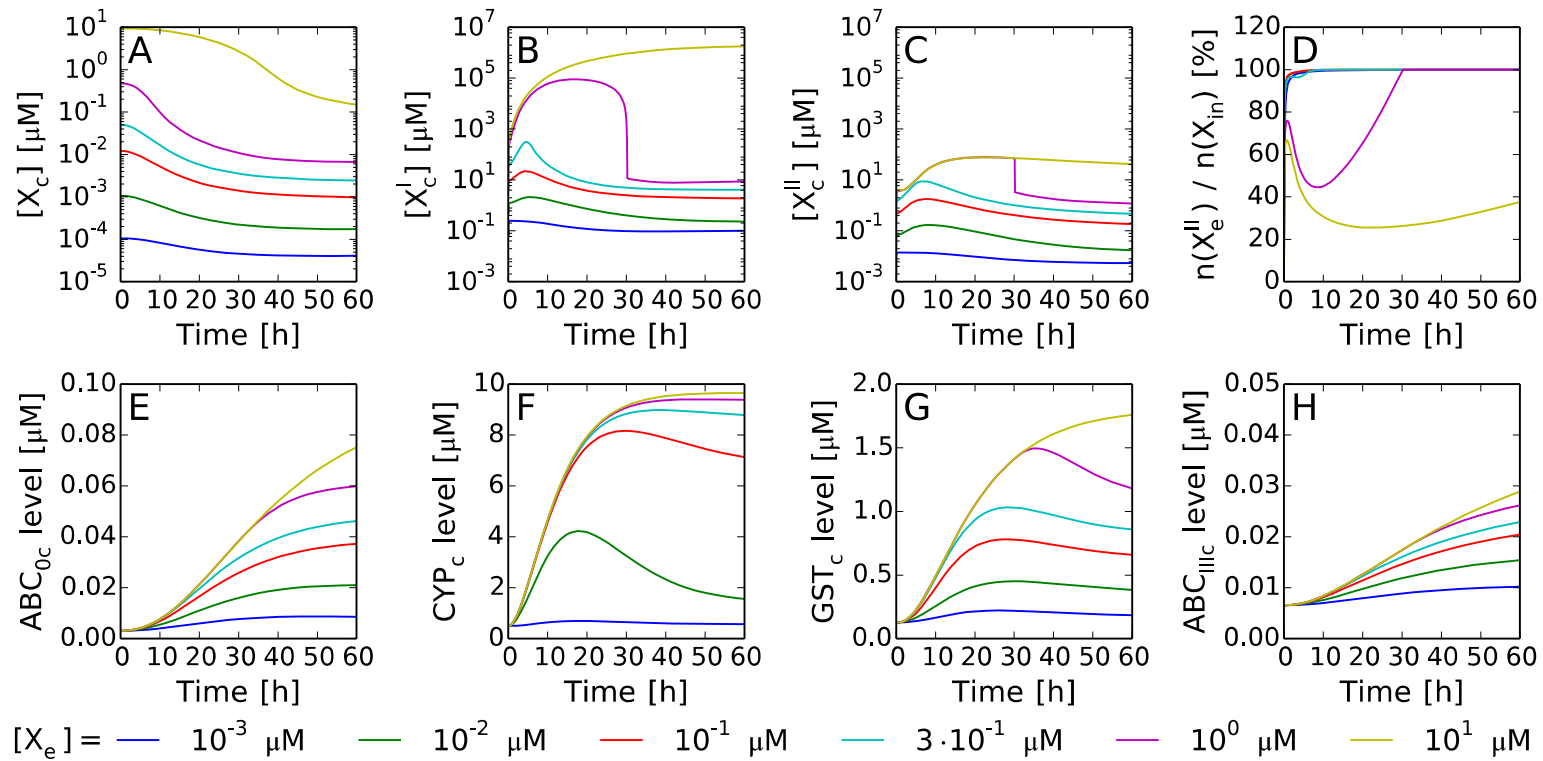 A
[X_c] [μM]
10^1
10^0
10^-1
10^-2
10^-3
10^-4
10^-5
0 10 20 30 40 50 60
Time [h]
B
[X_c^I] [μM]
10^7
10^5
10^3
10^1
10^-1
10^-3
0 10 20 30 40 50 60
Time [h]
C
[X_c^II] [μM]
10^7
10^5
10^3
10^1
10^-1
10^-3
0 10 20 30 40 50 60
Time [h]
D
n(X_e^II) / n(X_in) [%]
120
100
80
60
40
20
0
0 10 20 30 40 50 60
Time [h]
E
ABC_0c level [μM]
0.10
0.08
0.06
0.04
0.02
0.00
0 10 20 30 40 50 60
Time [h]
F
CYP_c level [μM]
10
8
6
4
2
0
0 10 20 30 40 50 60
Time [h]
G
GST_c level [μM]
2.0
1.5
1.0
0.5
0.0
0 10 20 30 40 50 60
Time [h]
H
ABC_IIIc level [μM]
0.05
0.04
0.03
0.02
0.01
0.00
0 10 20 30 40 50 60
Time [h]
[X_e] = 10^-3 μM 10^-2 μM 10^-1 μM 3·10^-1 μM 10^0 μM 10^1 μM